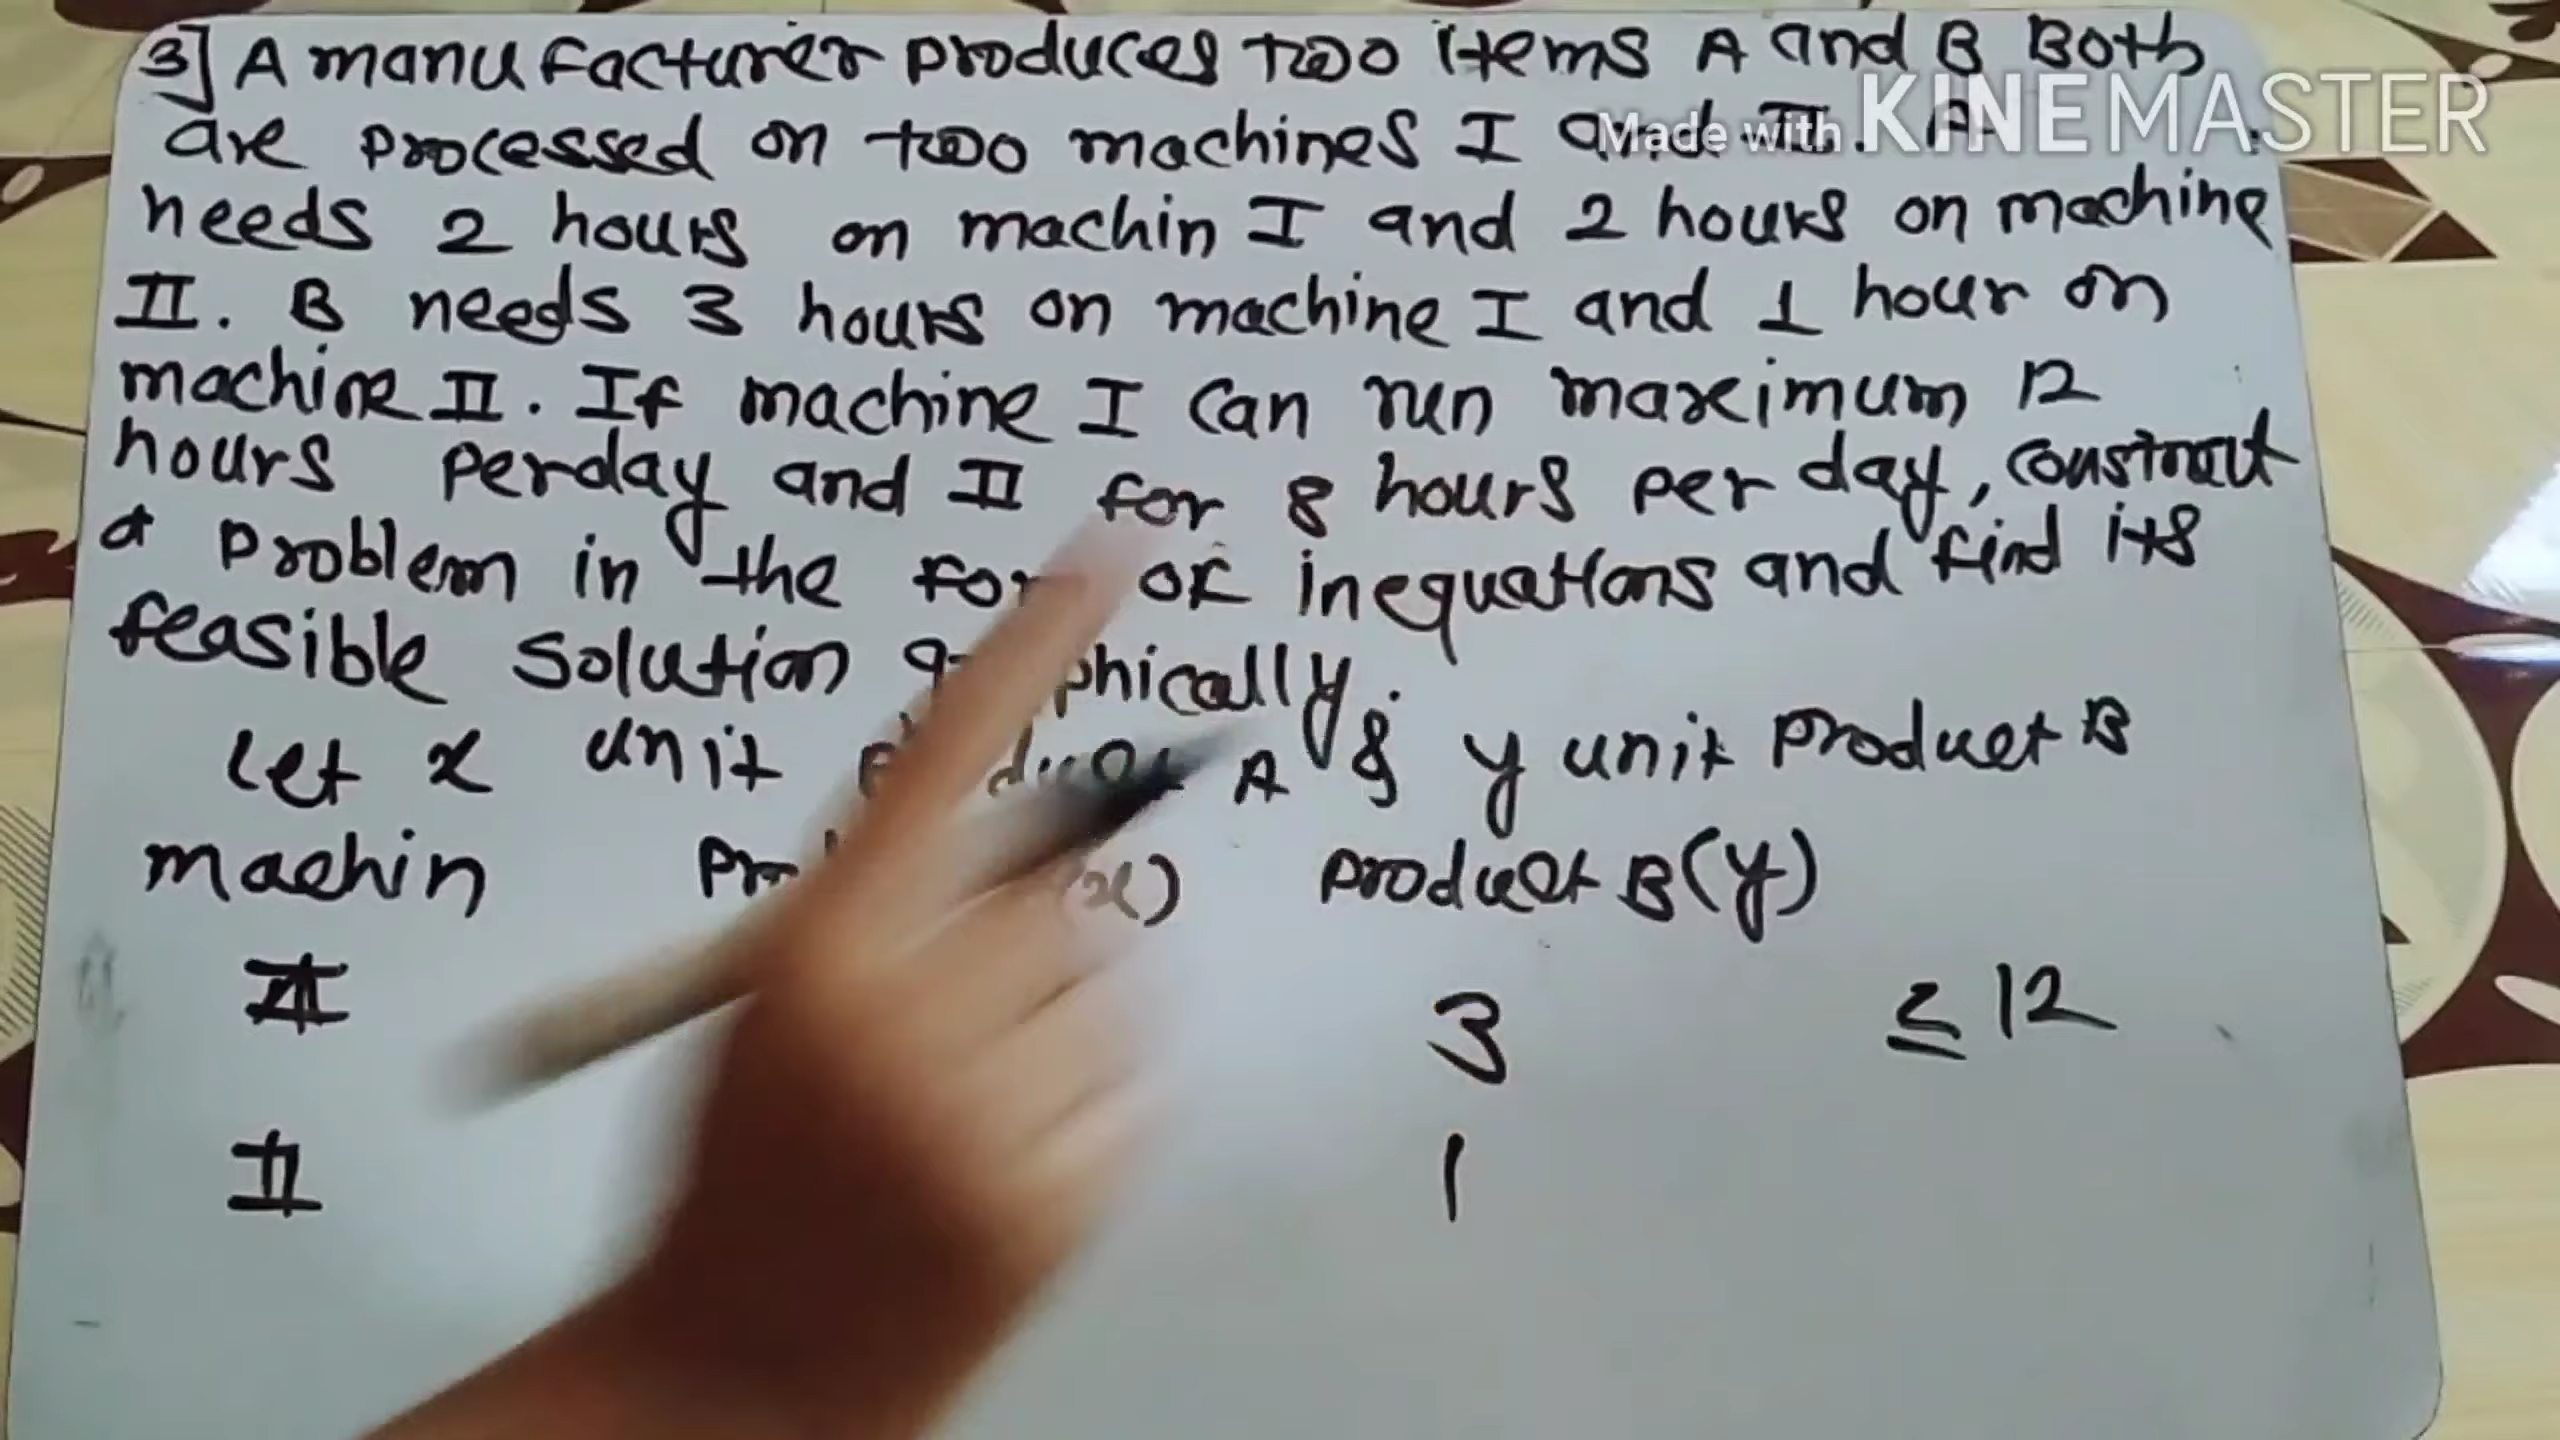 3] A manufacturer produces two items A and B Both
are processed on two machines I and II. A
Made with KINEMASTER
needs 2 hours on machin I and 2 hours on machine
II. B needs 3 hours on machine I and 1 hour on
machine II. If machine I can run maximum 12
hours perday and II for 8 hours per day, construct
a problem in the of inequations and find its
feasible solution
Let x unit A & y unit product B
machin (x) product B(y)
I 3 ≤ 12
II 1